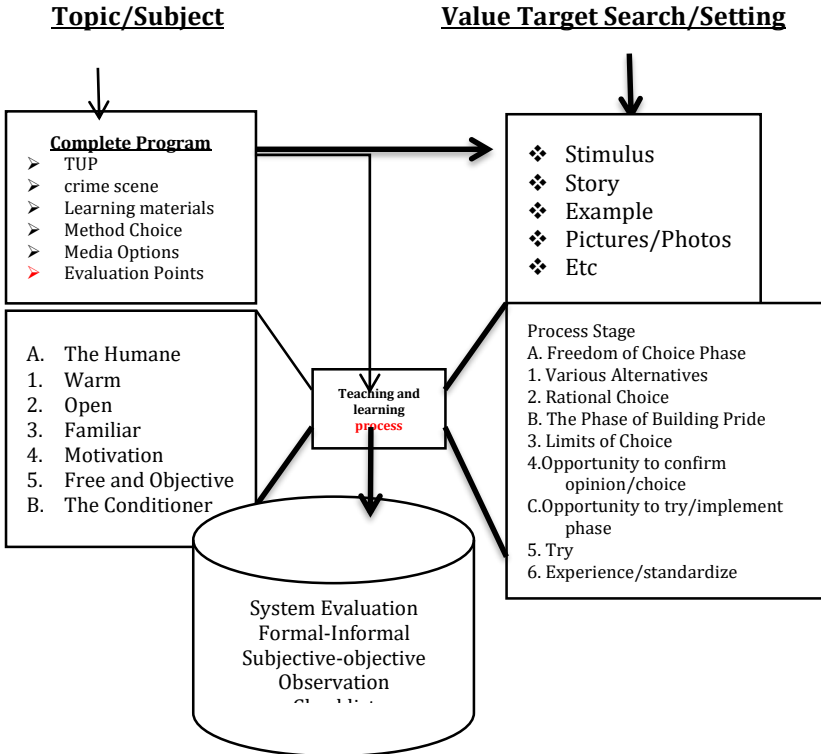 Topic/Subject
Value Target Search/Setting
Complete Program
TUP
crime scene
Learning materials
Method Choice
Media Options
Evaluation Points
Stimulus
Story
Example
Pictures/Photos
Etc
A. The Humane
1. Warm
2. Open
3. Familiar
4. Motivation
5. Free and Objective
B. The Conditioner
Teaching and
learning
process
Process Stage
A. Freedom of Choice Phase
1. Various Alternatives
2. Rational Choice
B. The Phase of Building Pride
3. Limits of Choice
4.Opportunity to confirm
opinion/choice
C.Opportunity to try/implement
phase
5. Try
6. Experience/standardize
System Evaluation
Formal-Informal
Subjective-objective
Observation